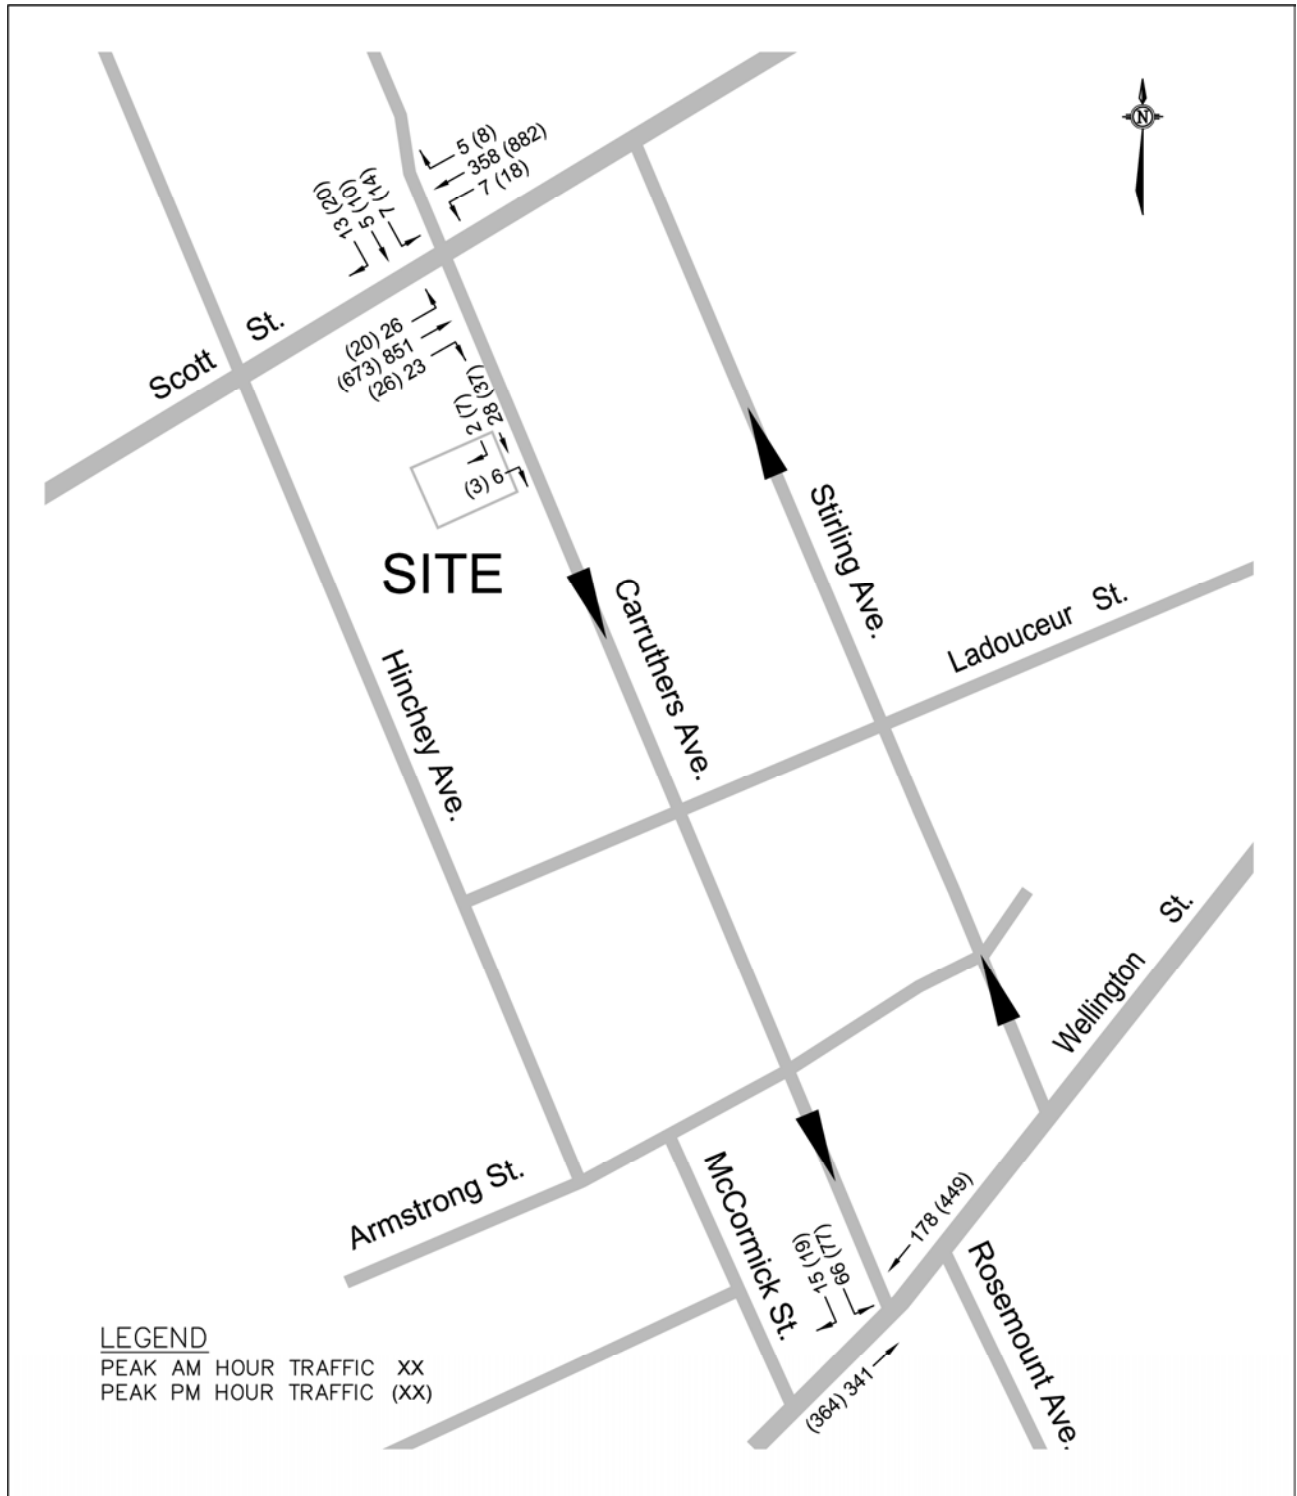 N
5 (8)
358 (882)
7 (18)
13 (20)
5 (10)
7 (14)
Scott St.
(20) 26
(673) 851
(26) 23
2 (7)
28 (37)
(3) 9
SITE
Stirling Ave.
Carruthers Ave.
Ladouceur St.
Hinchey Ave.
Wellington St.
Armstrong St.
McCormick St.
178 (449)
15 (19)
66 (77)
Rosemount Ave.
(364) 341
LEGEND
PEAK AM HOUR TRAFFIC XX
PEAK PM HOUR TRAFFIC (XX)